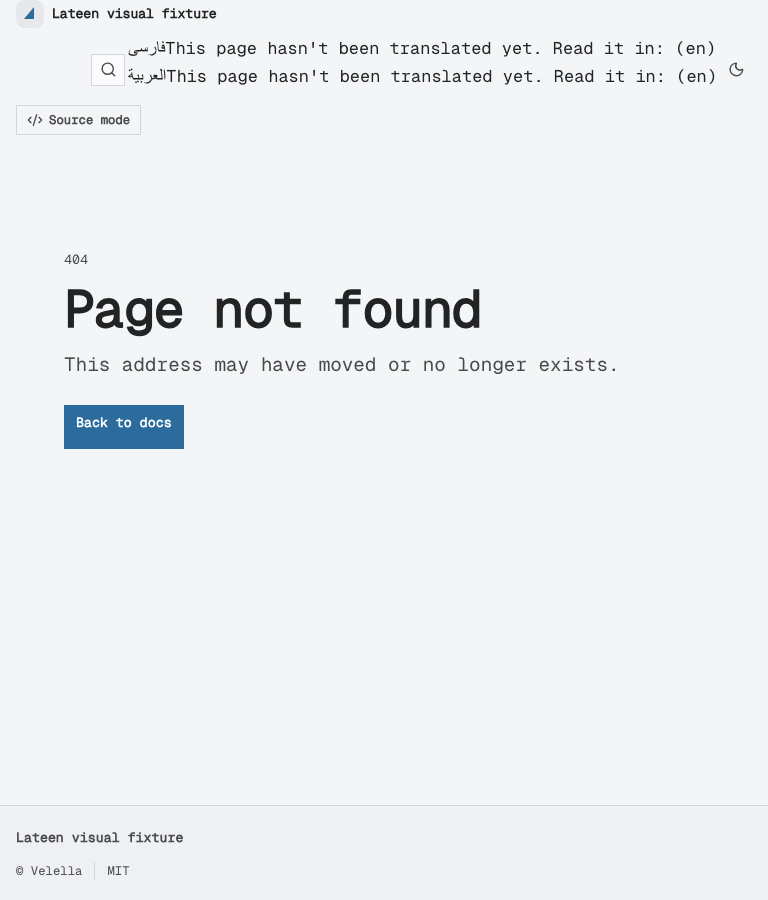 Lateen visual fixture
فارسیThis page hasn't been translated yet. Read it in: (en)
العربيةThis page hasn't been translated yet. Read it in: (en)
Source mode
404
Page not found
This address may have moved or no longer exists.
Back to docs
Lateen visual fixture
© Velella
MIT